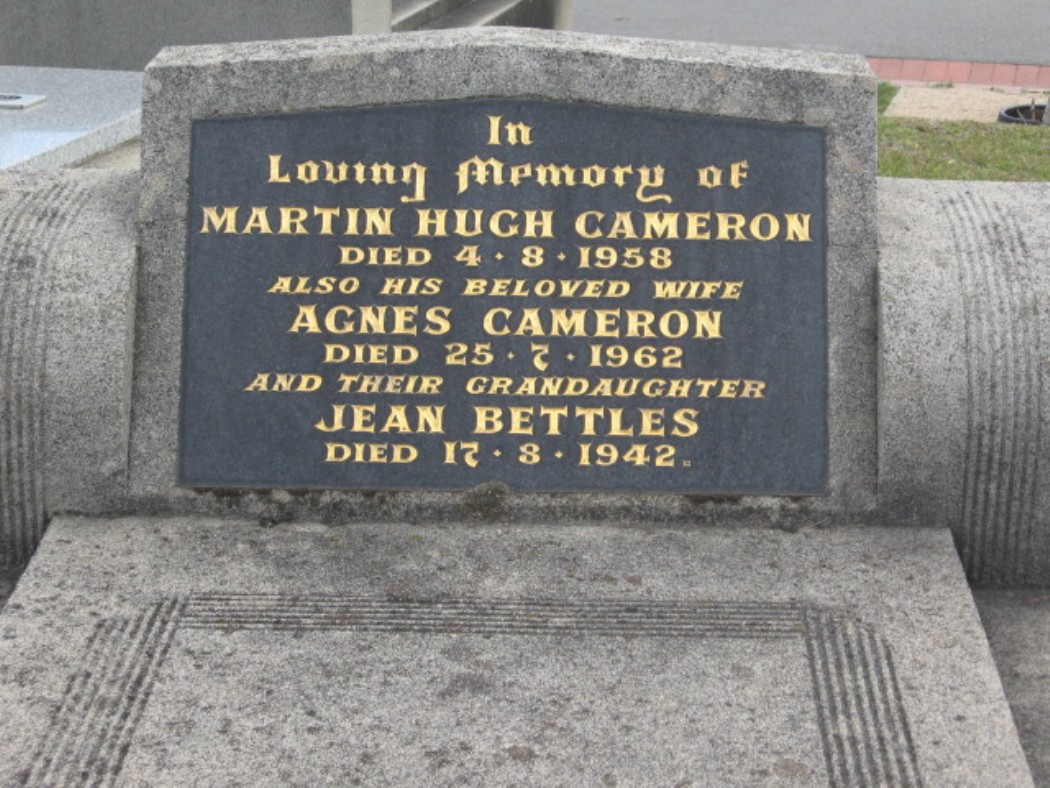 In
Loving Memory of
MARTIN HUGH CAMERON
DIED 4 · 8 · 1958
ALSO HIS BELOVED WIFE
AGNES CAMERON
DIED 25 · 7 · 1962
AND THEIR GRANDAUGHTER
JEAN BETTLES
DIED 17 · 3 · 1942